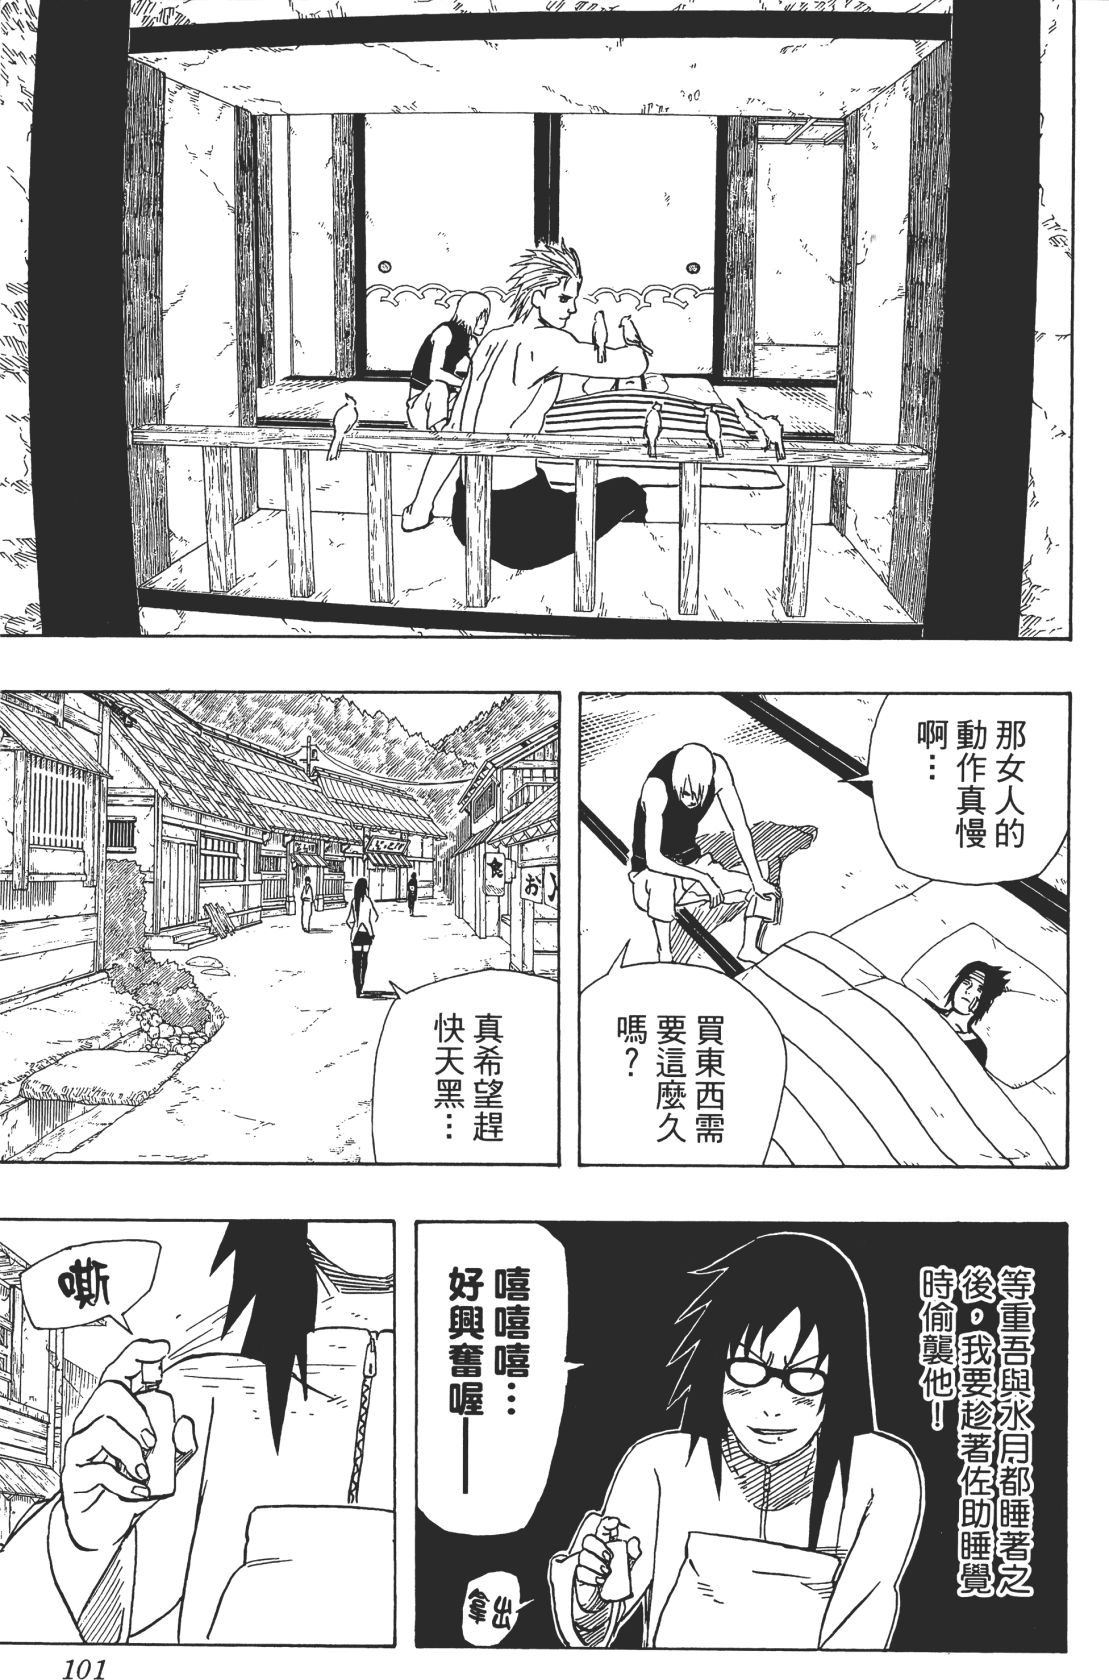 那女人的
動作真慢
啊…
買東西需
要這麼久
嗎？
食
お
入
真希望趕
快天黑…
等重吾與水月都睡著之
後，我要趁著佐助睡覺
時偷襲他！
嘻嘻嘻…
好興奮喔——
拿出
嘶
101